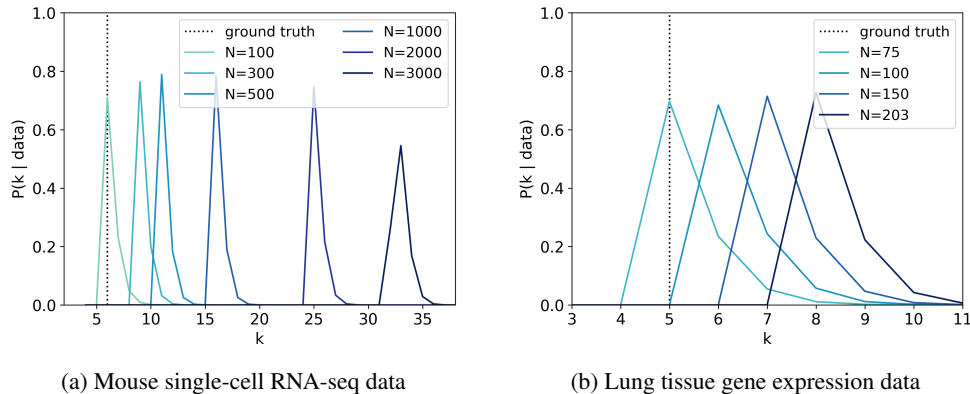 1.0
0.8
0.6
0.4
0.2
0.0
P(k | data)
5 10 15 20 25 30 35
k
ground truth
N=100
N=300
N=500
N=1000
N=2000
N=3000
(a) Mouse single-cell RNA-seq data
1.0
0.8
0.6
0.4
0.2
0.0
P(k | data)
3 4 5 6 7 8 9 10 11
k
ground truth
N=75
N=100
N=150
N=203
(b) Lung tissue gene expression data